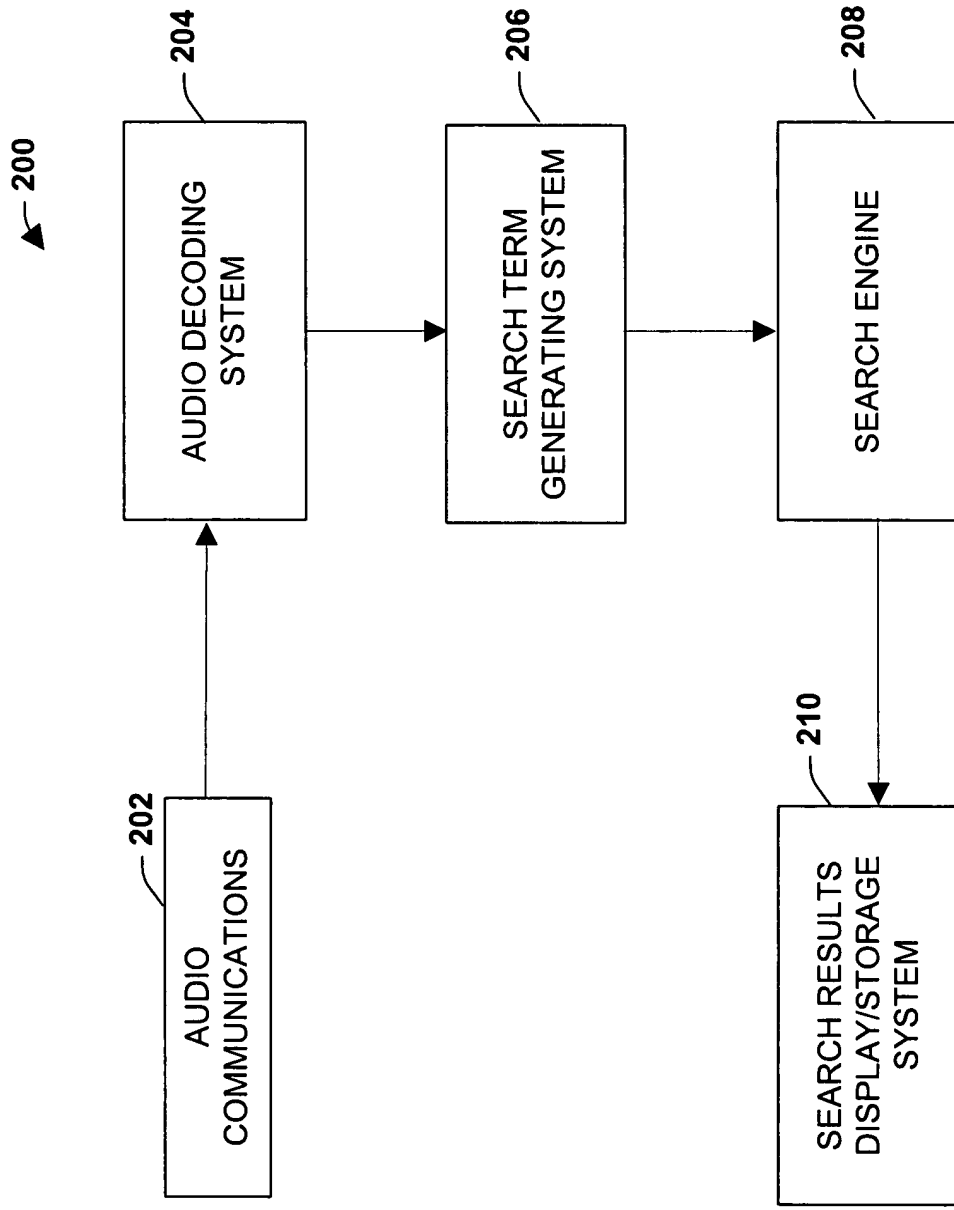 200
202
AUDIO
COMMUNICATIONS
204
AUDIO DECODING
SYSTEM
206
SEARCH TERM
GENERATING SYSTEM
208
SEARCH ENGINE
210
SEARCH RESULTS
DISPLAY/STORAGE
SYSTEM